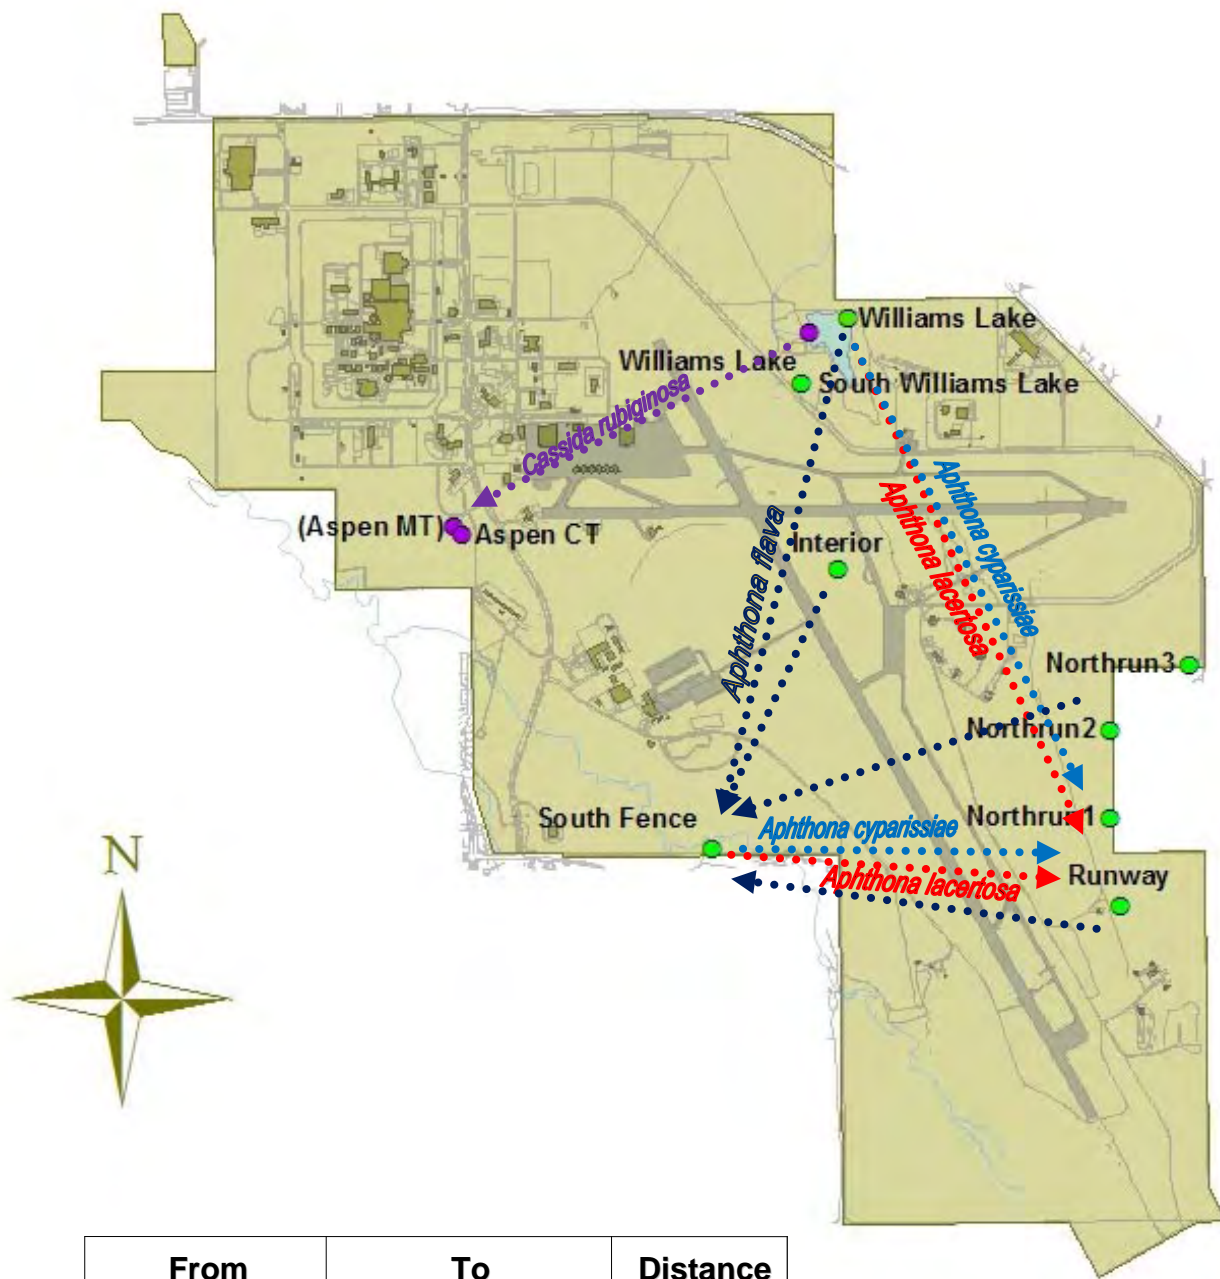 Williams Lake
Williams Lake
South Williams Lake
Cassida rubiginosa
Aphthona cyparissiae
Aphthona lacertosa
(Aspen MT)
Aspen CT
Interior
Aphthona flava
Northrun3
Northrun2
South Fence
Northrun1
Aphthona cyparissiae
Aphthona lacertosa
Runway
N
From To Distance